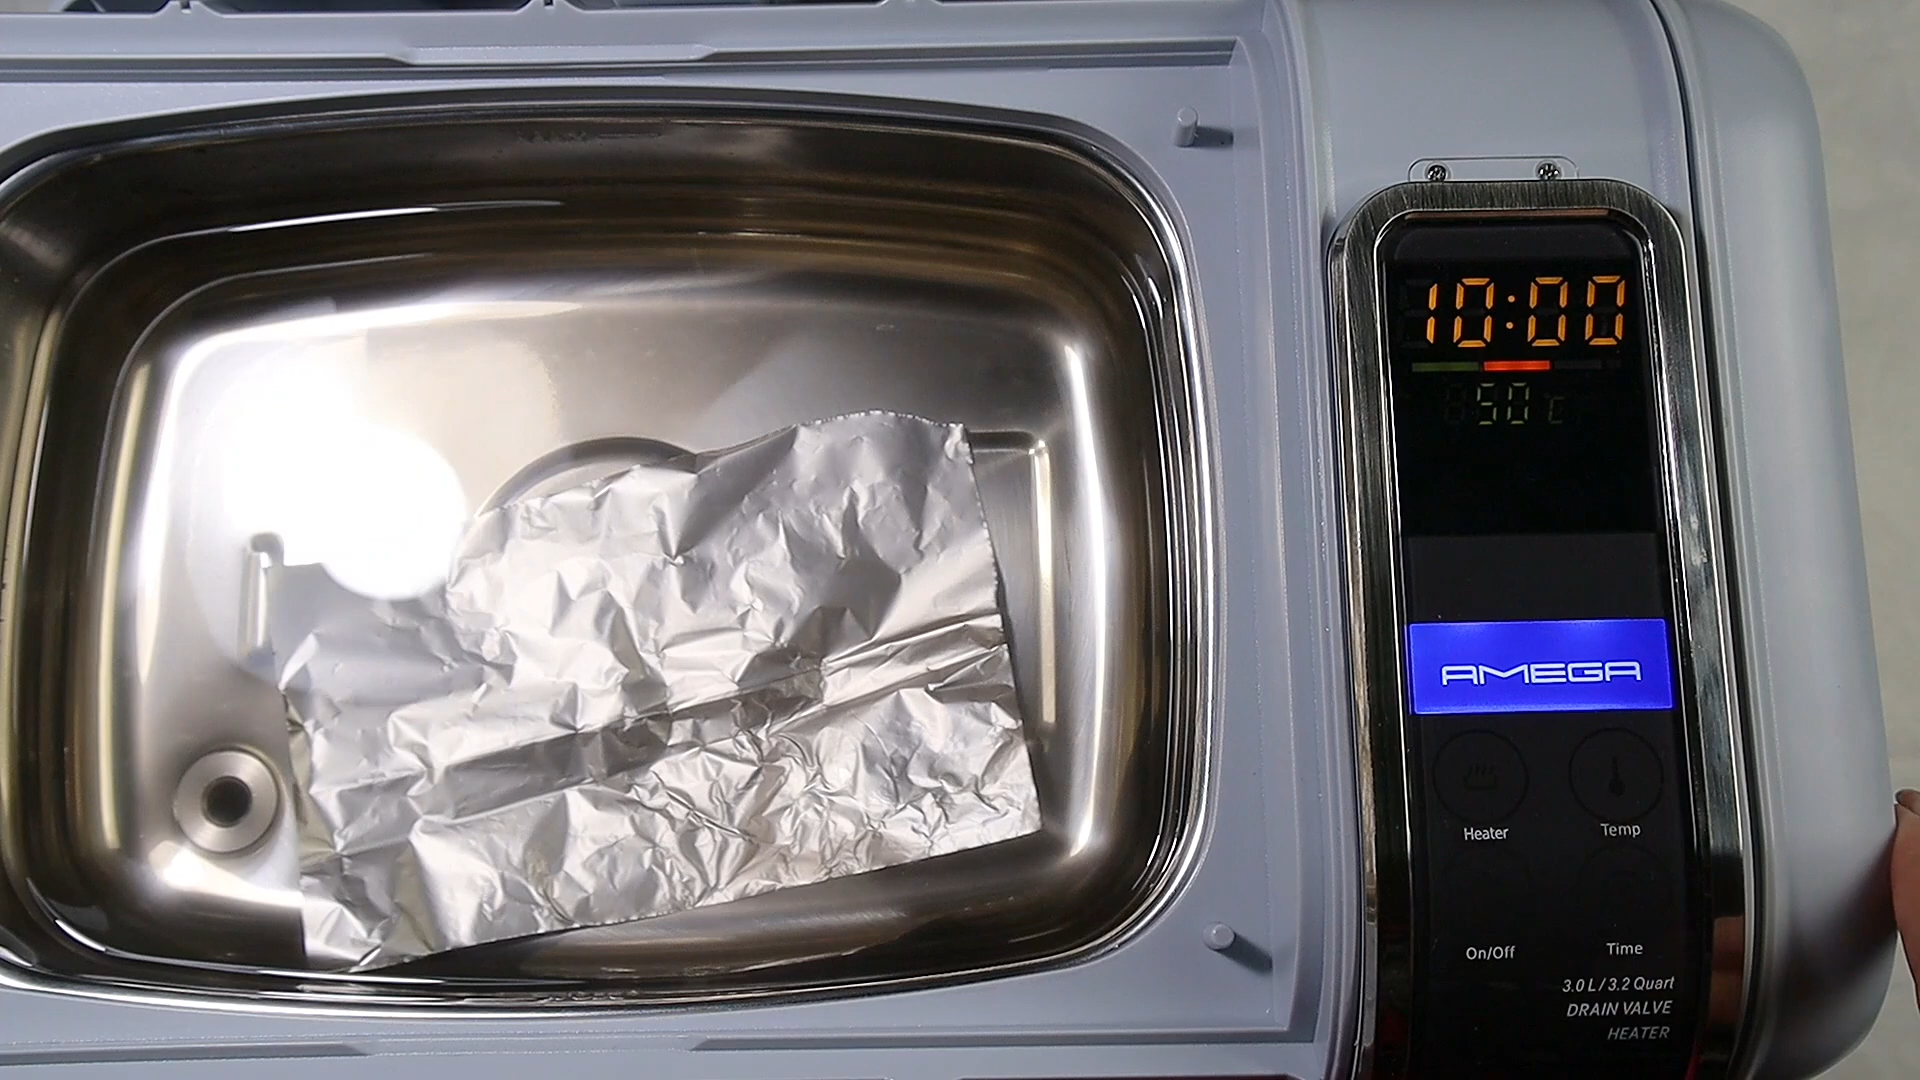 10:00
50 c
AMEGA
Heater
Temp
On/Off
Time
3.0 L / 3.2 Quart
DRAIN VALVE
HEATER